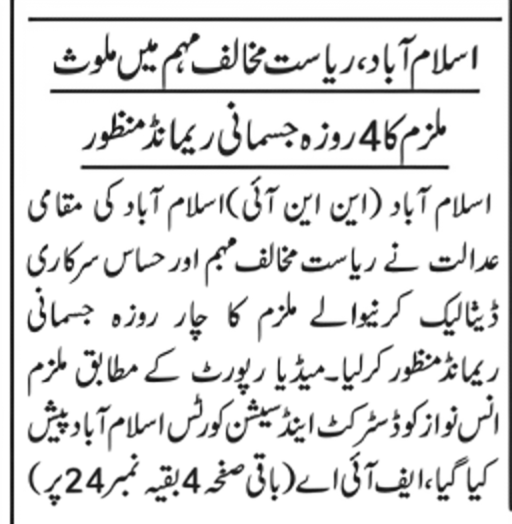 اسلام آباد، ریاست مخالف مہم میں ملوث
ملزم کا 4 روزہ جسمانی ریمانڈ منظور
اسلام آباد (این این آئی) اسلام آباد کی مقامی
عدالت نے ریاست مخالف مہم اور حساس سرکاری
ڈیٹا لیک کرنیوالے ملزم کا چار روزہ جسمانی
ریمانڈ منظور کرلیا۔ میڈیا رپورٹ کے مطابق ملزم
انس نواز کو ڈسٹرکٹ اینڈ سیشن کورٹس اسلام آباد پیش
کیا گیا، ایف آئی اے (باقی صفحہ 4 بقیہ نمبر 24 پر)